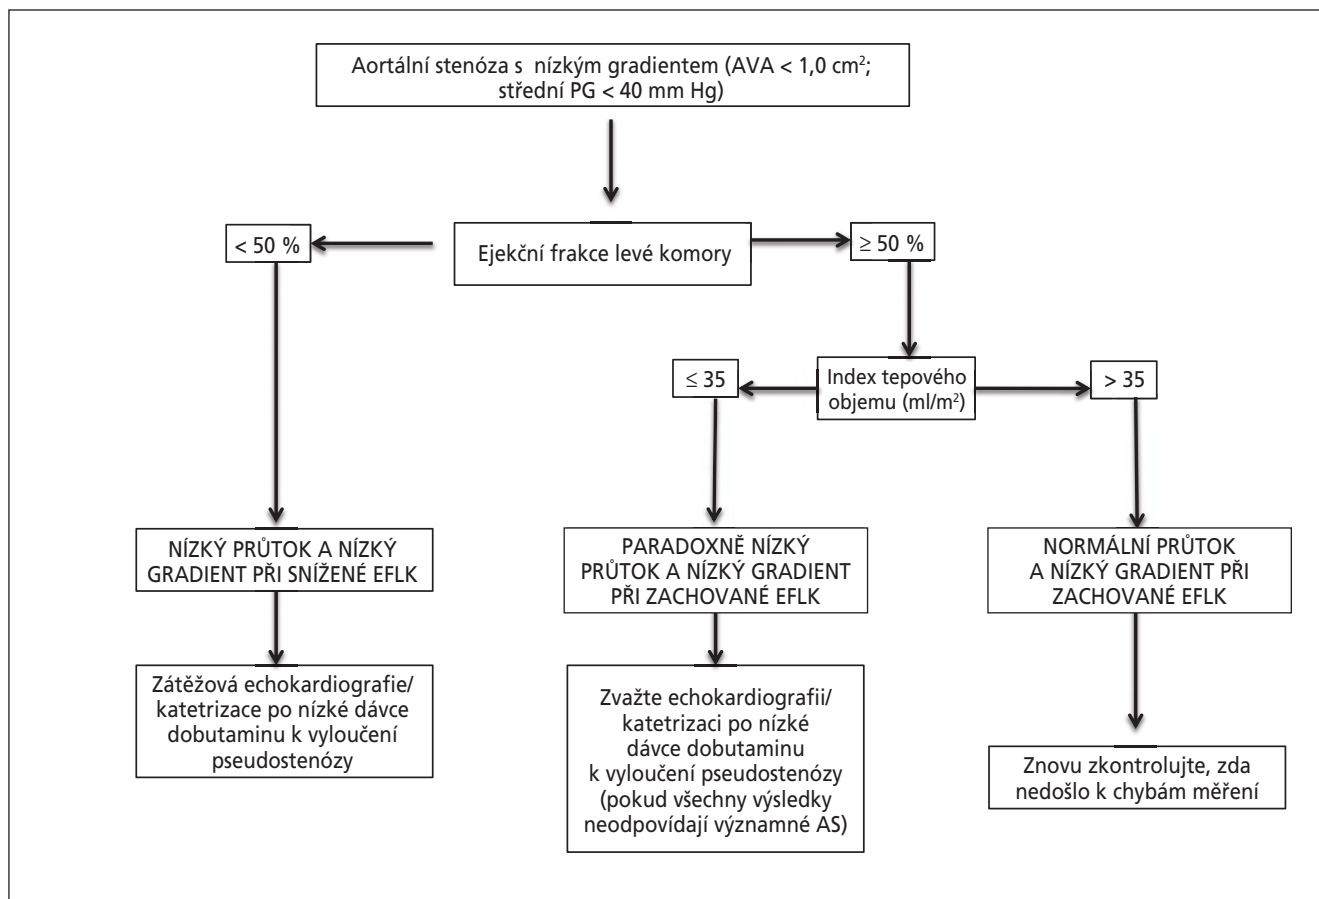 Aortální stenóza s nízkým gradientem (AVA < 1,0 cm²;
střední PG < 40 mm Hg)
< 50 %
Ejekční frakce levé komory
≥ 50 %
≤ 35
Index tepového
objemu (ml/m²)
> 35
NÍZKÝ PRŮTOK A NÍZKÝ
GRADIENT PŘI SNÍŽENÉ EFLK
PARADOXNĚ NÍZKÝ
PRŮTOK A NÍZKÝ GRADIENT
PŘI ZACHOVANÉ EFLK
NORMÁLNÍ PRŮTOK
A NÍZKÝ GRADIENT PŘI
ZACHOVANÉ EFLK
Zátěžová echokardiografie/
katetrizace po nízké dávce
dobutaminu k vyloučení
pseudostenózy
Zvažte echokardiografii/
katetrizaci po nízké
dávce dobutaminu
k vyloučení pseudostenózy
(pokud všechny výsledky
neodpovídají významné AS)
Znovu zkontrolujte, zda
nedošlo k chybám měření